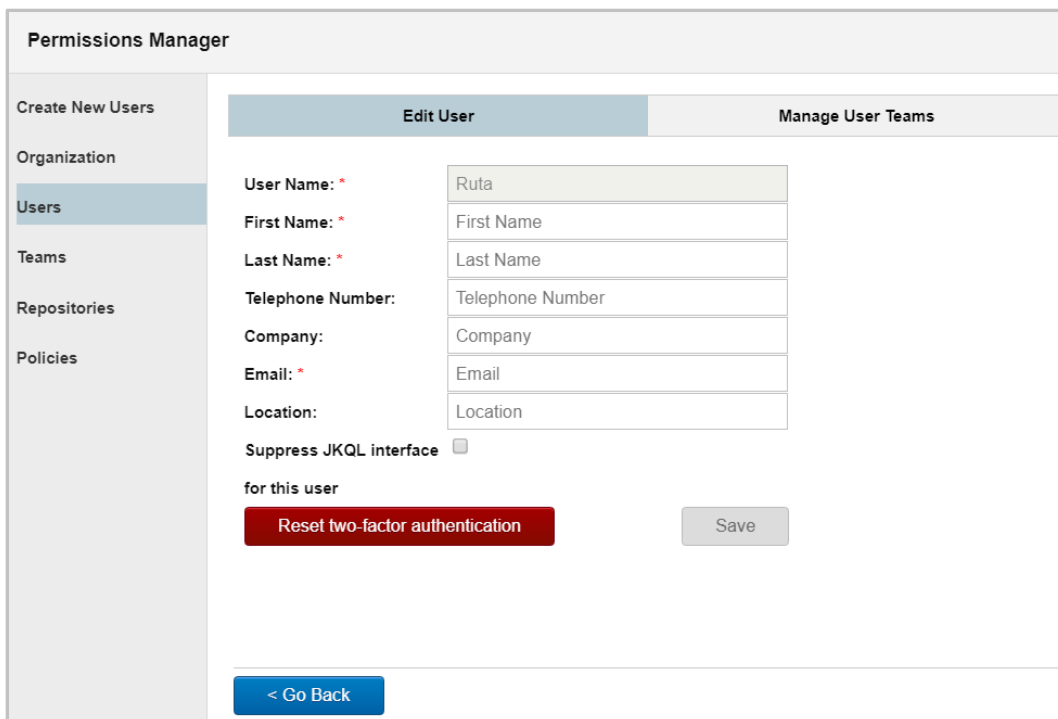 Permissions Manager
Create New Users
Organization
Users
Teams
Repositories
Policies
Edit User
Manage User Teams
User Name: *
Ruta
First Name: *
First Name
Last Name: *
Last Name
Telephone Number:
Telephone Number
Company:
Company
Email: *
Email
Location:
Location
Suppress JKQL interface
for this user
Reset two-factor authentication
Save
< Go Back